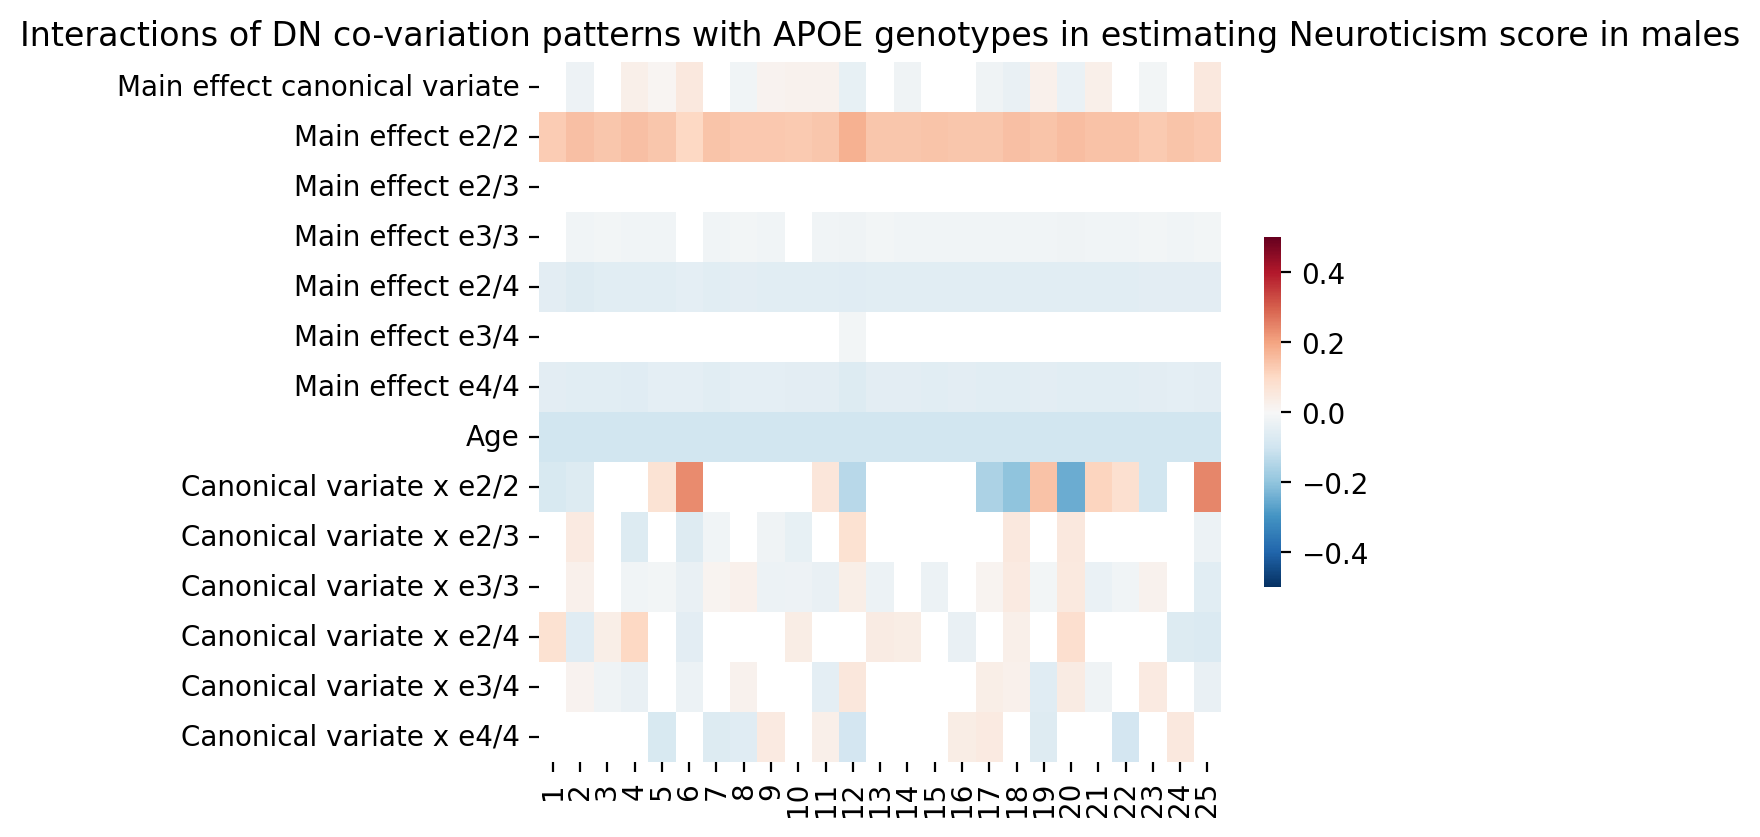 Interactions of DN co-variation patterns with APOE genotypes in estimating Neuroticism score in males
Main effect canonical variate
Main effect e2/2
Main effect e2/3
Main effect e3/3
Main effect e2/4
Main effect e3/4
Main effect e4/4
Age
Canonical variate x e2/2
Canonical variate x e2/3
Canonical variate x e3/3
Canonical variate x e2/4
Canonical variate x e3/4
Canonical variate x e4/4
1 2 3 4 5 6 7 8 9 10 11 12 13 14 15 16 17 18 19 20 21 22 23 24 25
0.4
0.2
0.0
−0.2
−0.4